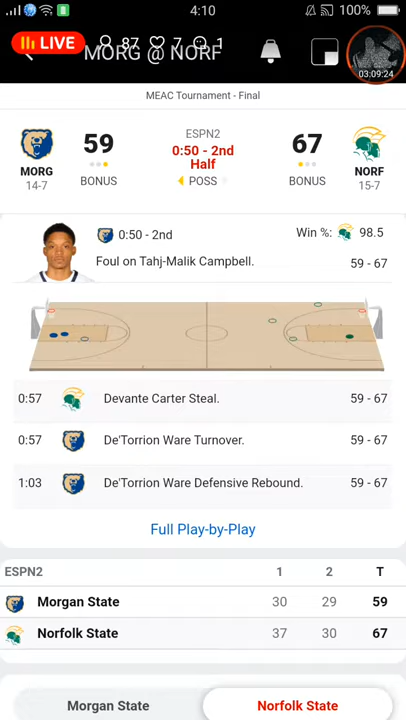 4:10
100%
LIVE
87 7 1
MORG @ NORF
03:09:24
MEAC Tournament - Final
59
ESPN2
67
0:50 - 2nd
Half
MORG
14-7
BONUS
POSS
BONUS
NORF
15-7
0:50 - 2nd
Win %: 98.5
Foul on Tahj-Malik Campbell.
59 - 67
0:57 Devante Carter Steal. 59 - 67
0:57 De'Torrion Ware Turnover. 59 - 67
1:03 De'Torrion Ware Defensive Rebound. 59 - 67
Full Play-by-Play
ESPN2 1 2 T
Morgan State 30 29 59
Norfolk State 37 30 67
Morgan State Norfolk State